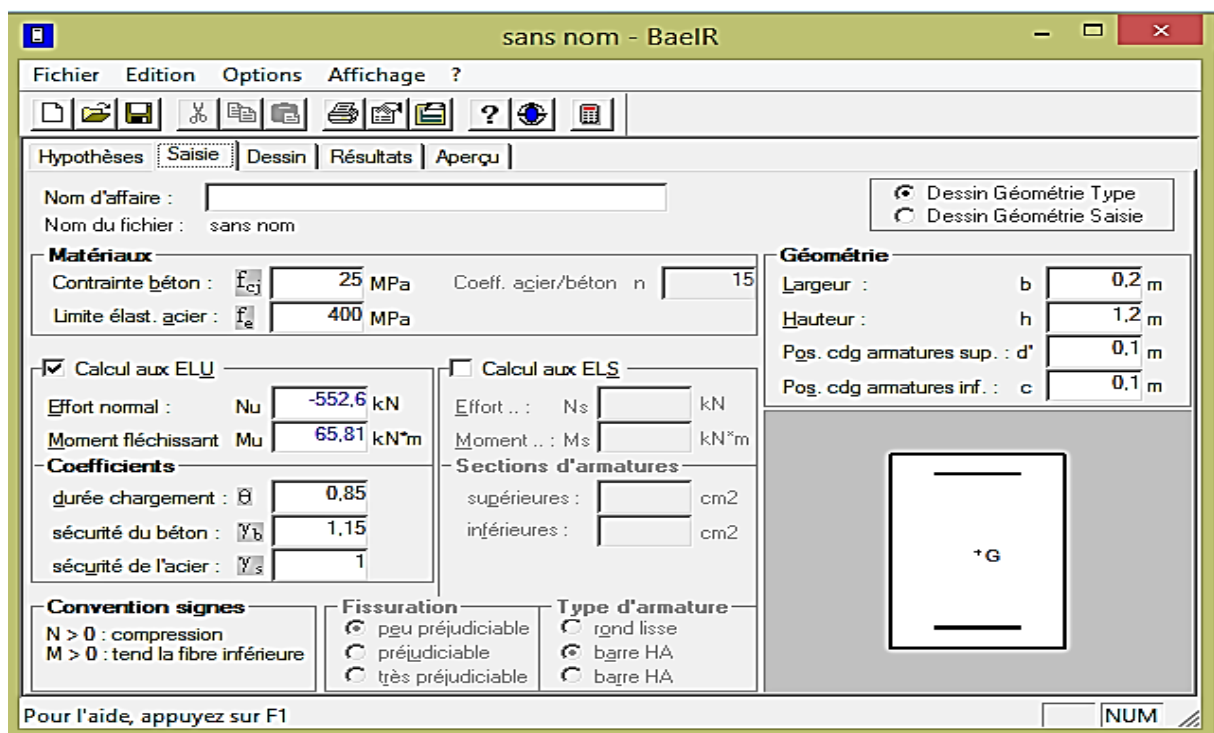 sans nom - BaelR
Fichier Edition Options Affichage ?
Hypothèses Saisie Dessin Résultats Aperçu
Nom d'affaire :
Nom du fichier : sans nom
Dessin Géométrie Type
Dessin Géométrie Saisie
Matériaux
Contrainte béton : fcj 25 MPa Coeff. acier/béton n 15
Limite élast. acier : fe 400 MPa
Géométrie
Largeur : b 0,2 m
Hauteur : h 1,2 m
Pos. cdg armatures sup. : d' 0,1 m
Pos. cdg armatures inf. : c 0,1 m
Calcul aux ELU
Effort normal : Nu -552,6 kN
Moment fléchissant Mu 65,81 kN*m
Calcul aux ELS
Effort .. : Ns kN
Moment .. : Ms kN*m
Coefficients
durée chargement : θ 0,85
sécurité du béton : γb 1,15
sécurité de l'acier : γs 1
Sections d'armatures
supérieures : cm2
inférieures : cm2
+G
Convention signes
N > 0 : compression
M > 0 : tend la fibre inférieure
Fissuration
peu préjudiciable
préjudiciable
très préjudiciable
Type d'armature
rond lisse
barre HA
barre HA
Pour l'aide, appuyez sur F1 NUM